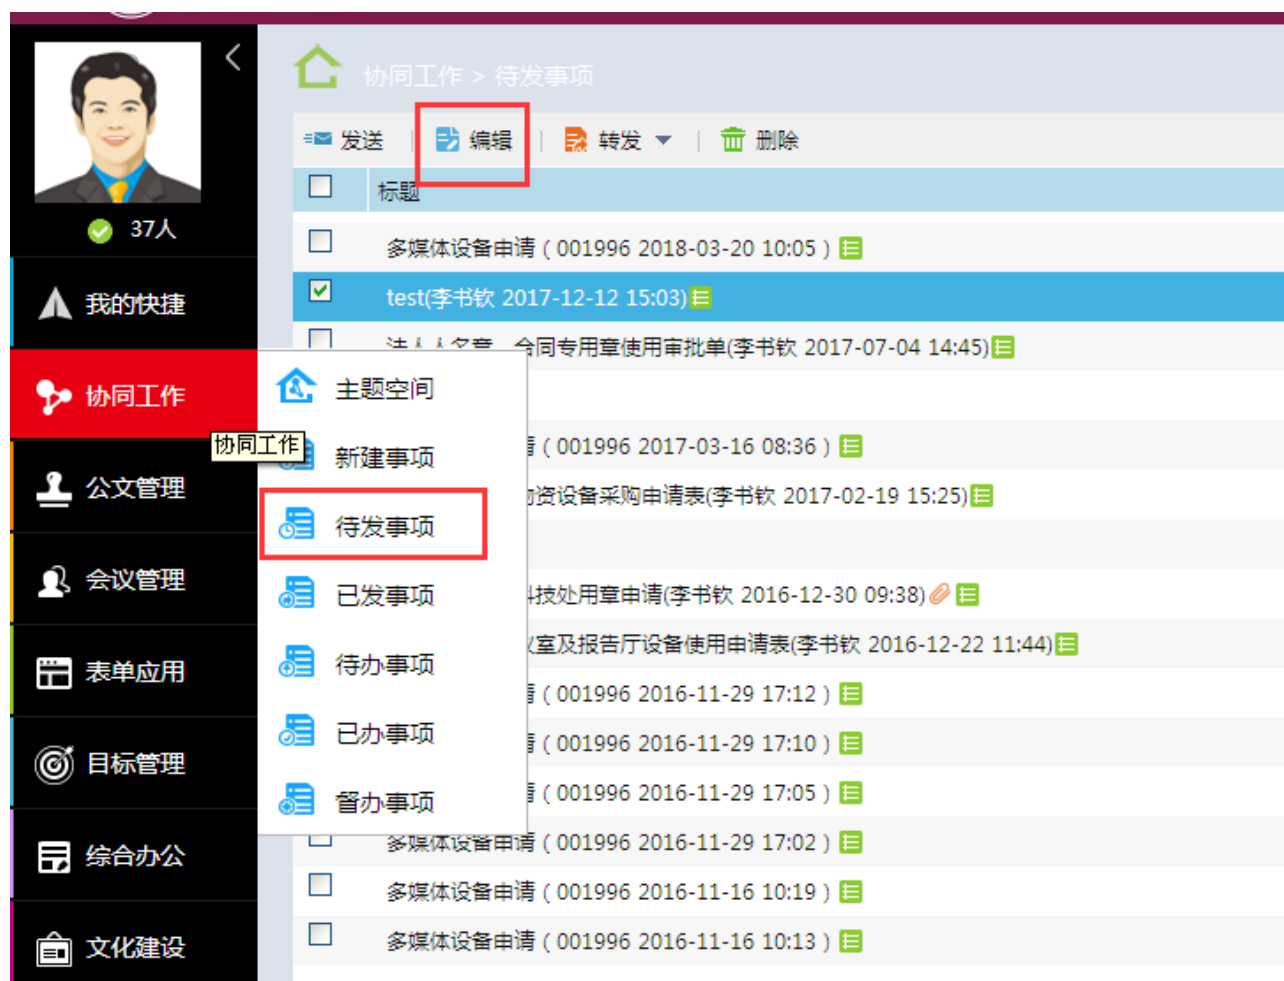 协同工作 > 待发事项
发送 | 编辑 | 转发 | 删除
标题
37人
多媒体设备申请 ( 001996 2018-03-20 10:05 )
我的快捷
test(李书钦 2017-12-12 15:03)
法人人名章、合同专用章使用审批单(李书钦 2017-07-04 14:45)
协同工作
主题空间
协同工作
新建事项
请 ( 001996 2017-03-16 08:36 )
公文管理
物资设备采购申请表(李书钦 2017-02-19 15:25)
待发事项
会议管理
已发事项
科技处用章申请(李书钦 2016-12-30 09:38)
表单应用
待办事项
议室及报告厅设备使用申请表(李书钦 2016-12-22 11:44)
请 ( 001996 2016-11-29 17:12 )
目标管理
已办事项
请 ( 001996 2016-11-29 17:10 )
督办事项
请 ( 001996 2016-11-29 17:05 )
综合办公
多媒体设备申请 ( 001996 2016-11-29 17:02 )
多媒体设备申请 ( 001996 2016-11-16 10:19 )
文化建设
多媒体设备申请 ( 001996 2016-11-16 10:13 )